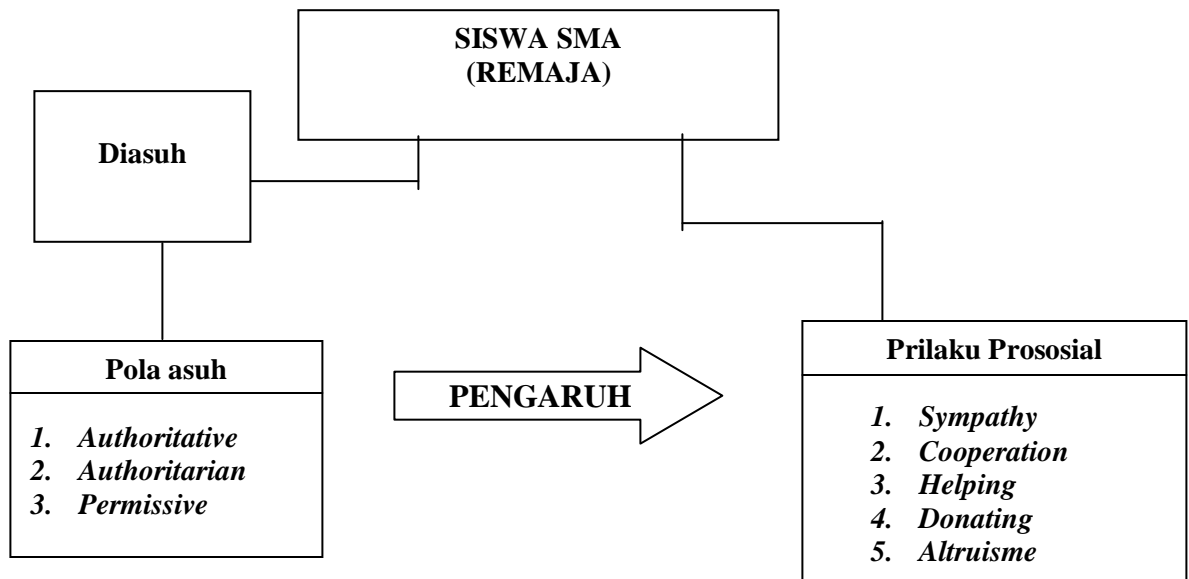 SISWA SMA
(REMAJA)
Diasuh
Pola asuh
1. Authoritative
2. Authoritarian
3. Permissive
PENGARUH
Prilaku Prososial
1. Sympathy
2. Cooperation
3. Helping
4. Donating
5. Altruisme